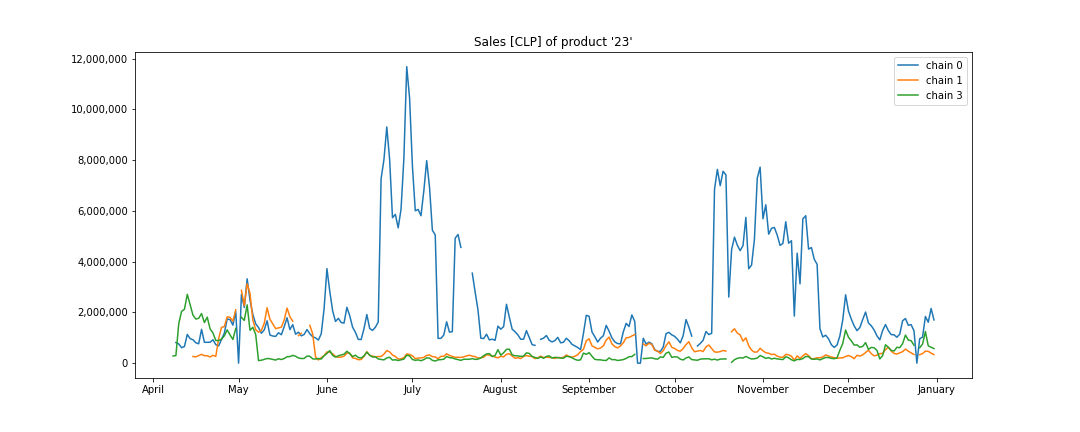 Sales [CLP] of product '23'
12,000,000
10,000,000
8,000,000
6,000,000
4,000,000
2,000,000
0
chain 0
chain 1
chain 3
April May June July August September October November December January